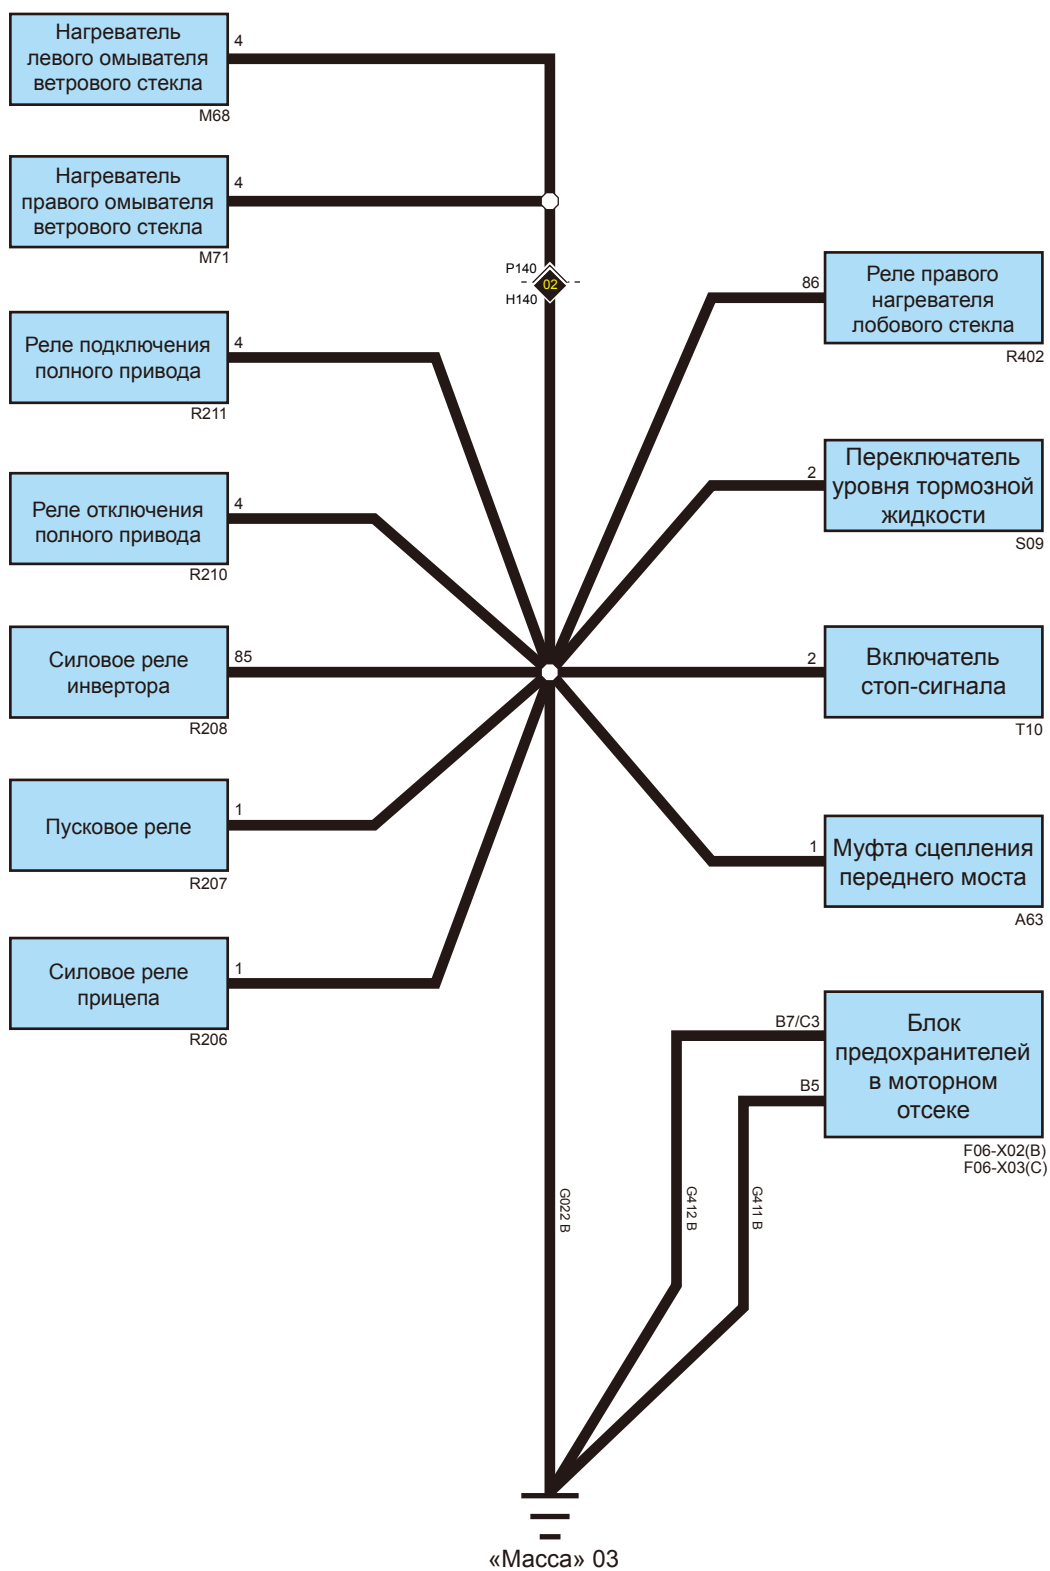 Нагреватель
левого омывателя
ветрового стекла
4
M68
Нагреватель
правого омывателя
ветрового стекла
4
M71
P140
02
H140
Реле подключения
полного привода
4
R211
Реле отключения
полного привода
4
R210
Силовое реле
инвертора
85
R208
Пусковое реле
1
R207
Силовое реле
прицепа
1
R206
86
Реле правого
нагревателя
лобового стекла
R402
2
Переключатель
уровня тормозной
жидкости
S09
2
Включатель
стоп-сигнала
T10
1
Муфта сцепления
переднего моста
A63
B7/C3
B5
Блок
предохранителей
в моторном
отсеке
F06-X02(B)
F06-X03(C)
G022 B
G412 B
G411 B
«Масса» 03